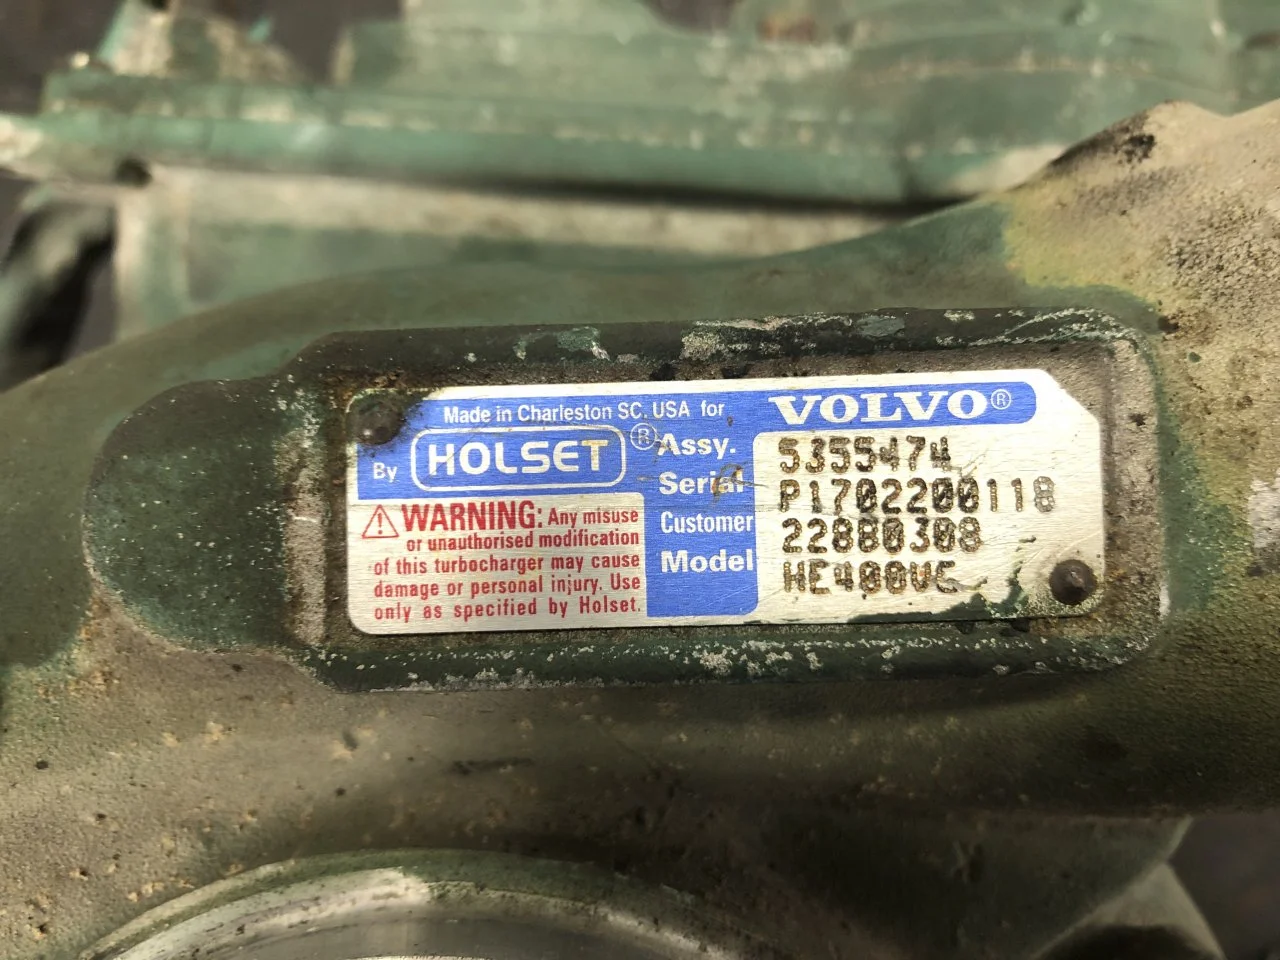 Made in Charleston SC. USA for VOLVO®
By HOLSET®
Assy. 5355474
Serial P1702200118
Customer 22880308
Model HE400VG
WARNING: Any misuse
or unauthorised modification
of this turbocharger may cause
damage or personal injury. Use
only as specified by Holset.